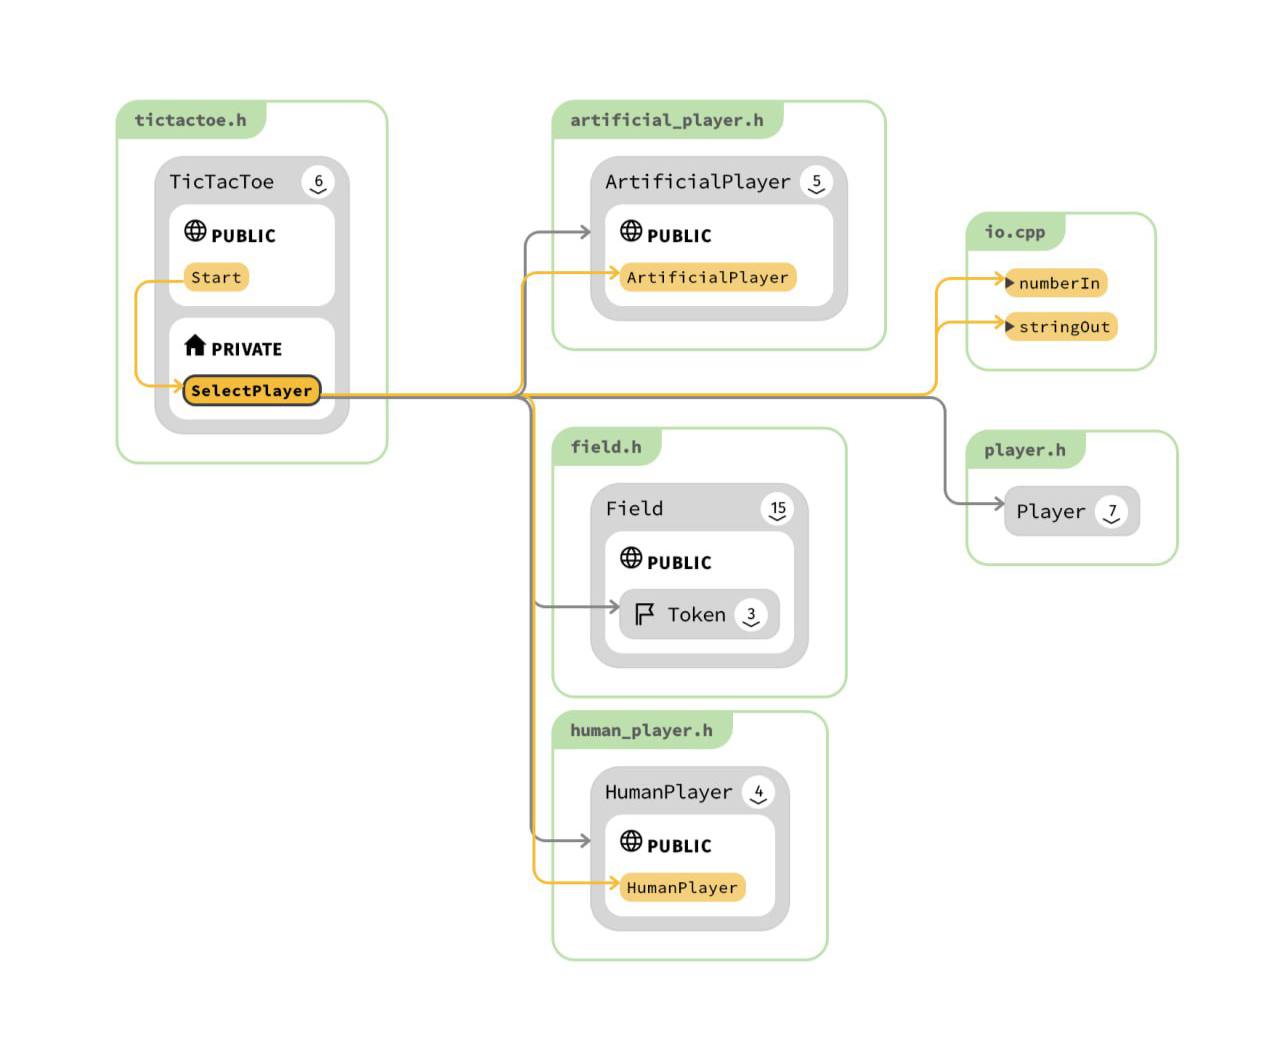 tictactoe.h
TicTacToe 6
PUBLIC
Start
PRIVATE
SelectPlayer
artificial_player.h
ArtificialPlayer 5
PUBLIC
ArtificialPlayer
field.h
Field 15
PUBLIC
Token 3
human_player.h
HumanPlayer 4
PUBLIC
HumanPlayer
io.cpp
numberIn
stringOut
player.h
Player 7